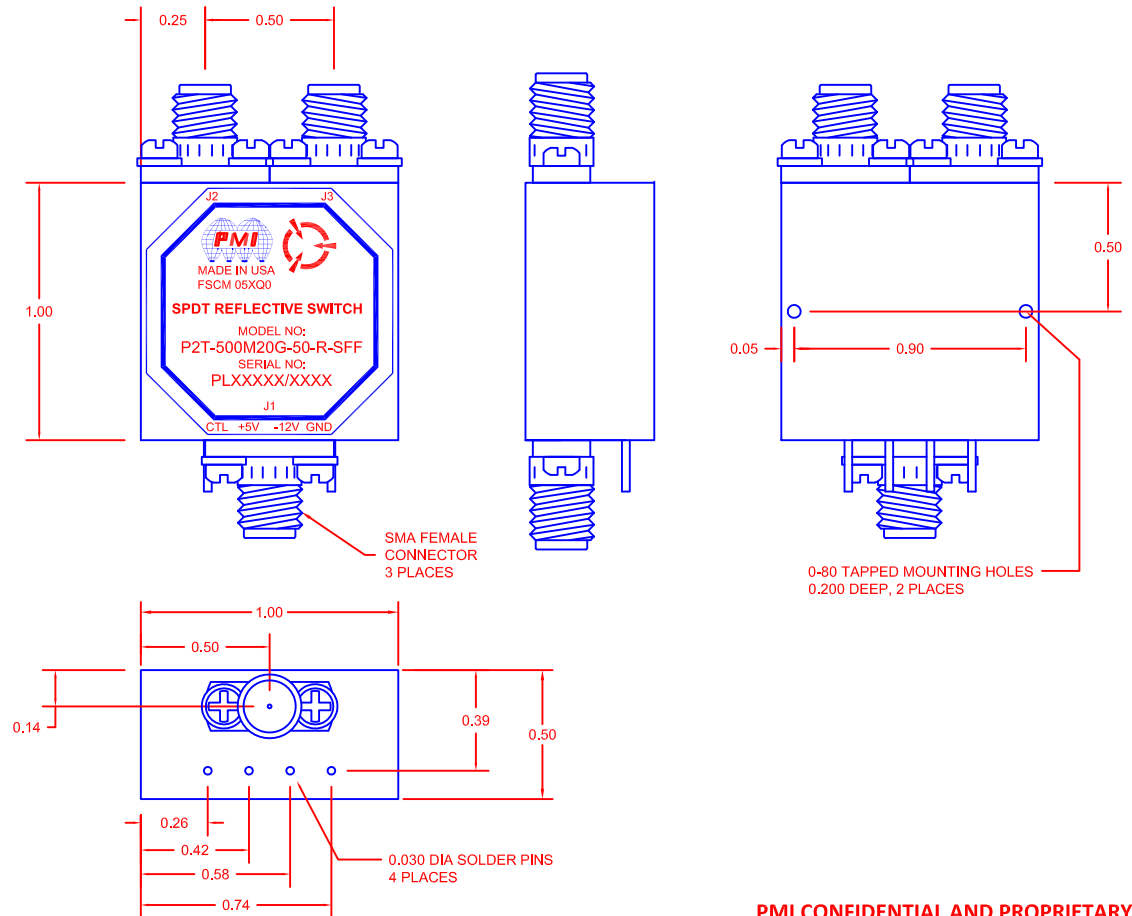 0.25
0.50
J2
J3
PMI
MADE IN USA
FSCM 05XQ0
SPDT REFLECTIVE SWITCH
MODEL NO:
P2T-500M20G-50-R-SFF
SERIAL NO:
PLXXXXX/XXXX
J1
CTL +5V -12V GND
1.00
0.50
0.05
0.90
SMA FEMALE
CONNECTOR
3 PLACES
0-80 TAPPED MOUNTING HOLES
0.200 DEEP, 2 PLACES
1.00
0.50
0.14
0.39
0.50
0.26
0.42
0.58
0.74
0.030 DIA SOLDER PINS
4 PLACES
PMI CONFIDENTIAL AND PROPRIETARY